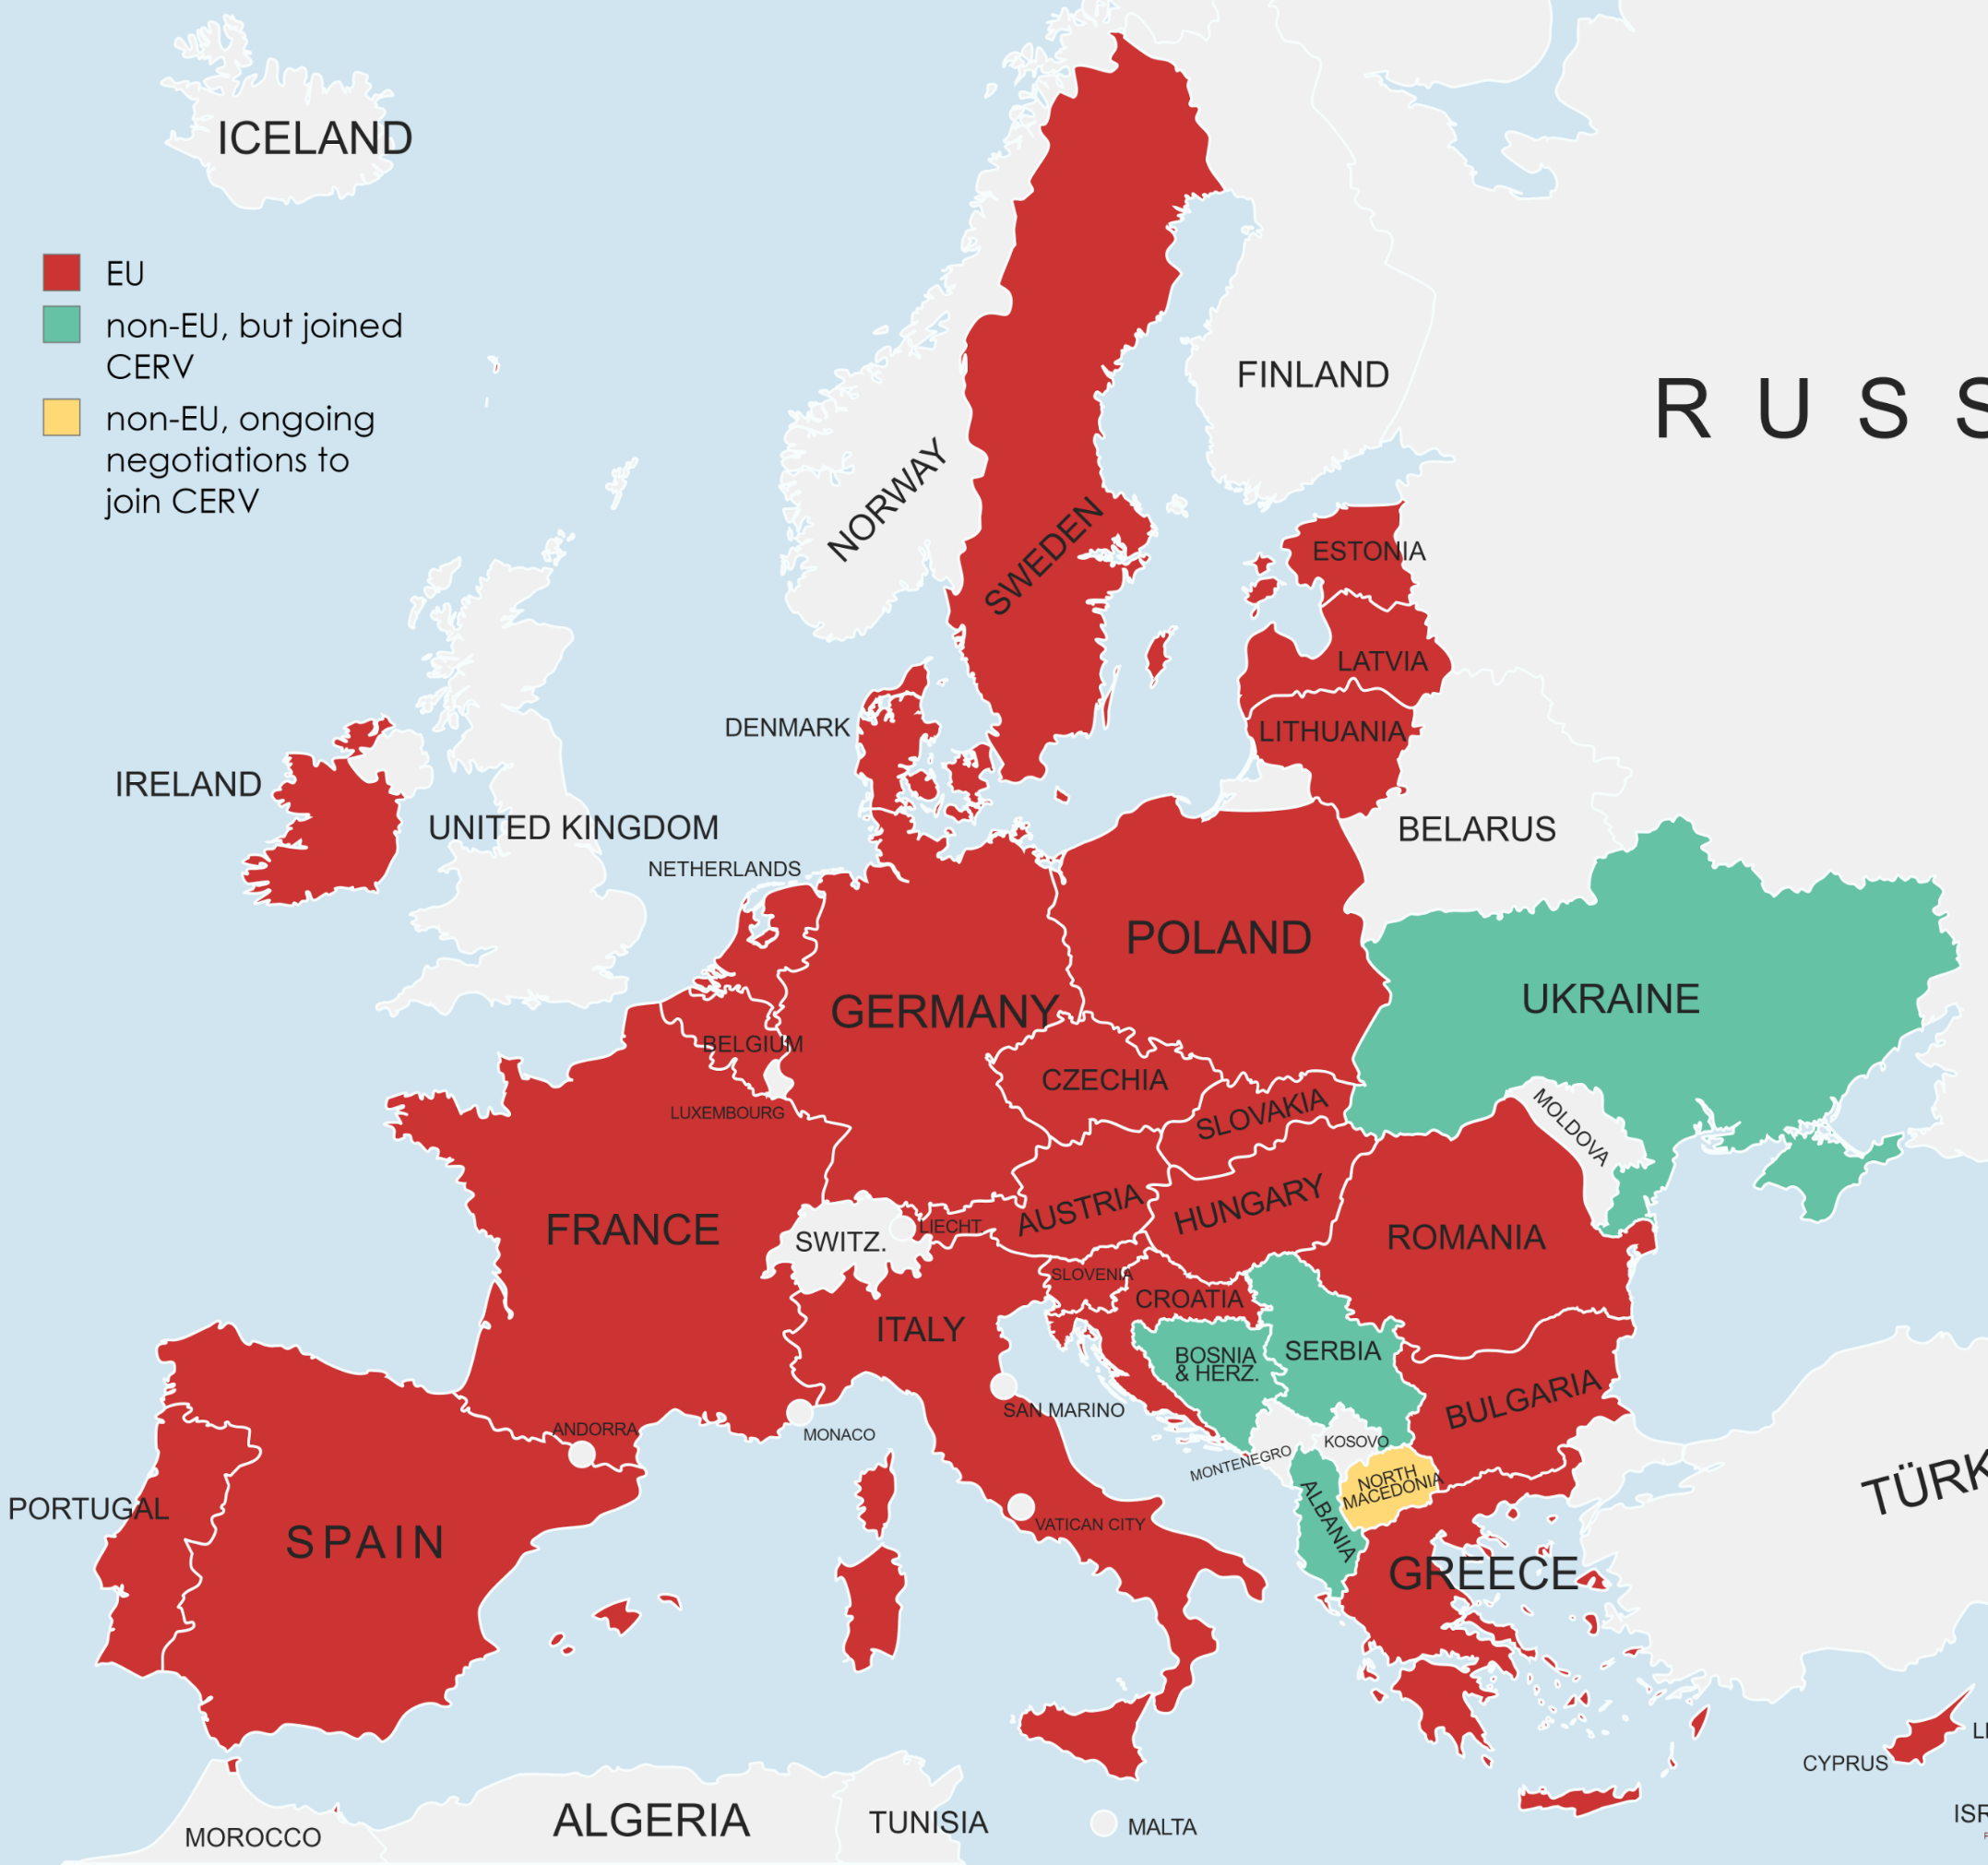 ICELAND
EU
non-EU, but joined
CERV
non-EU, ongoing
negotiations to
join CERV
FINLAND
RUSS
NORWAY
SWEDEN
ESTONIA
LATVIA
LITHUANIA
DENMARK
IRELAND
UNITED KINGDOM
BELARUS
NETHERLANDS
POLAND
GERMANY
UKRAINE
BELGIUM
CZECHIA
LUXEMBOURG
SLOVAKIA
MOLDOVA
FRANCE
SWITZ.
LIECHT.
AUSTRIA
HUNGARY
ROMANIA
SLOVENIA
CROATIA
ITALY
BOSNIA
& HERZ.
SERBIA
BULGARIA
SAN MARINO
ANDORRA
MONACO
MONTENEGRO
KOSOVO
NORTH
MACEDONIA
ALBANIA
TÜRK
PORTUGAL
SPAIN
VATICAN CITY
GREECE
CYPRUS
LE
MOROCCO
ALGERIA
TUNISIA
MALTA
ISR